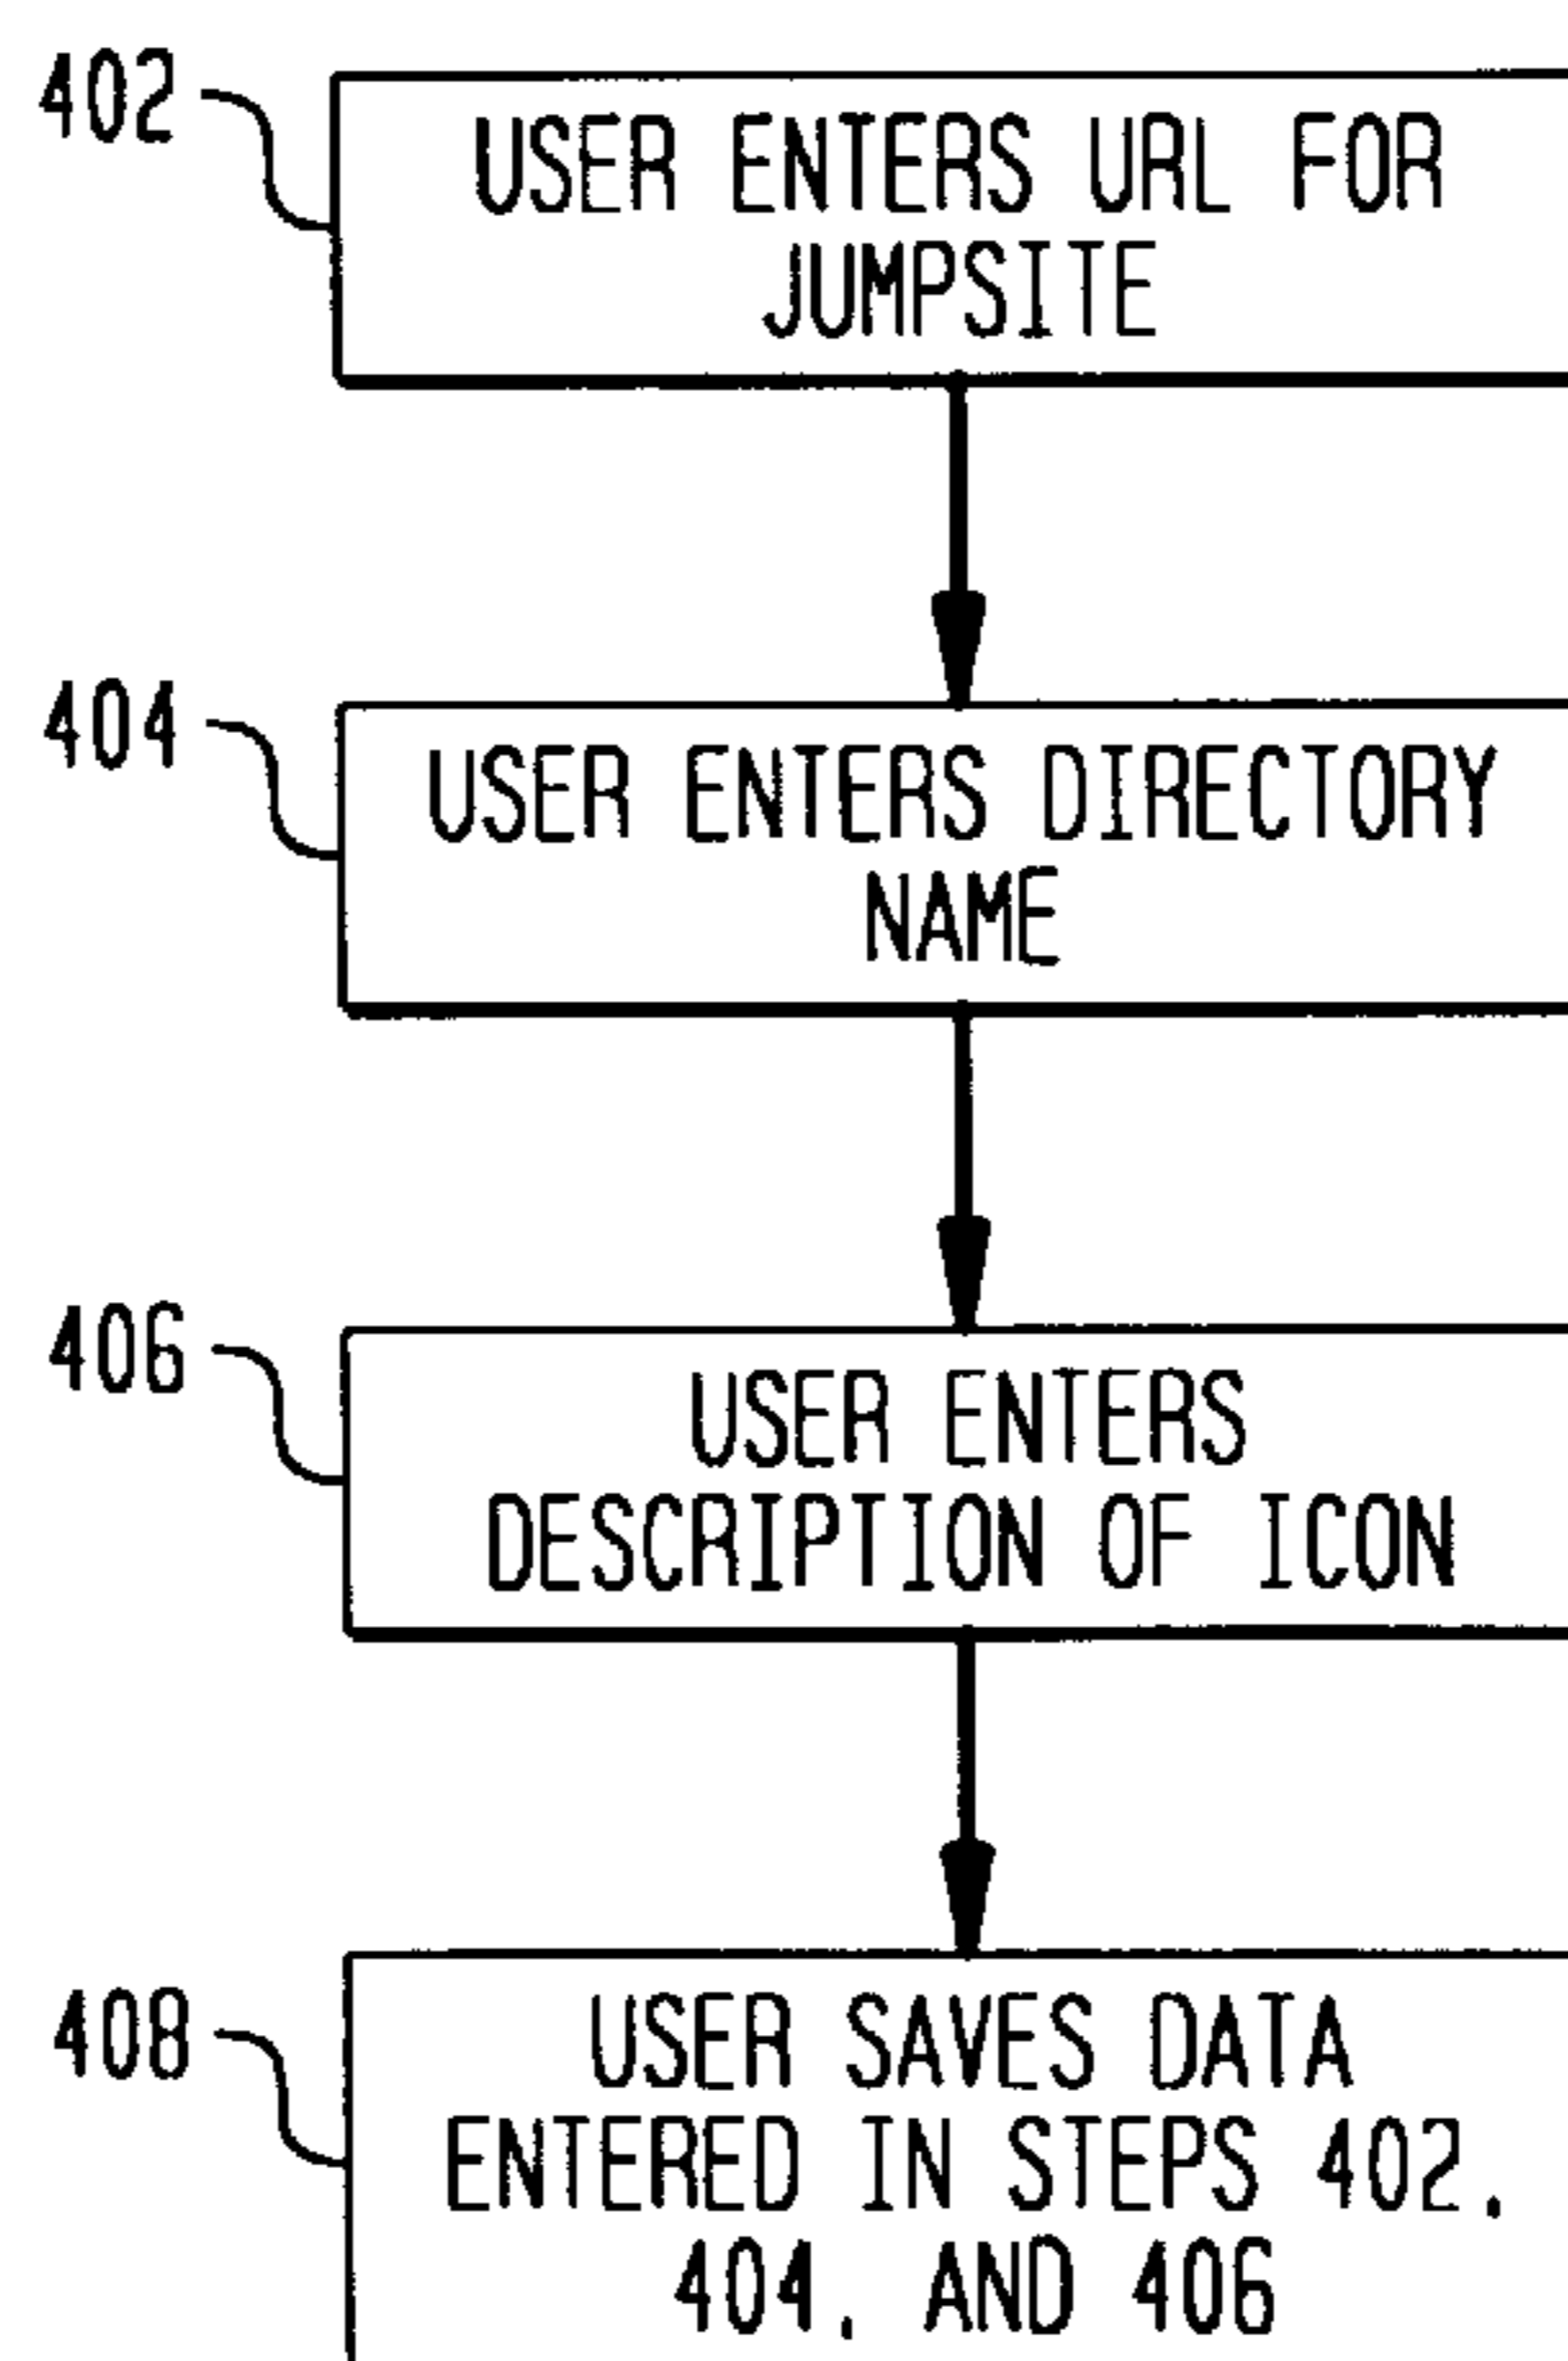 402
USER ENTERS URL FOR
JUMPSITE
404
USER ENTERS DIRECTORY
NAME
406
USER ENTERS
DESCRIPTION OF ICON
408
USER SAVES DATA
ENTERED IN STEPS 402,
404, AND 406